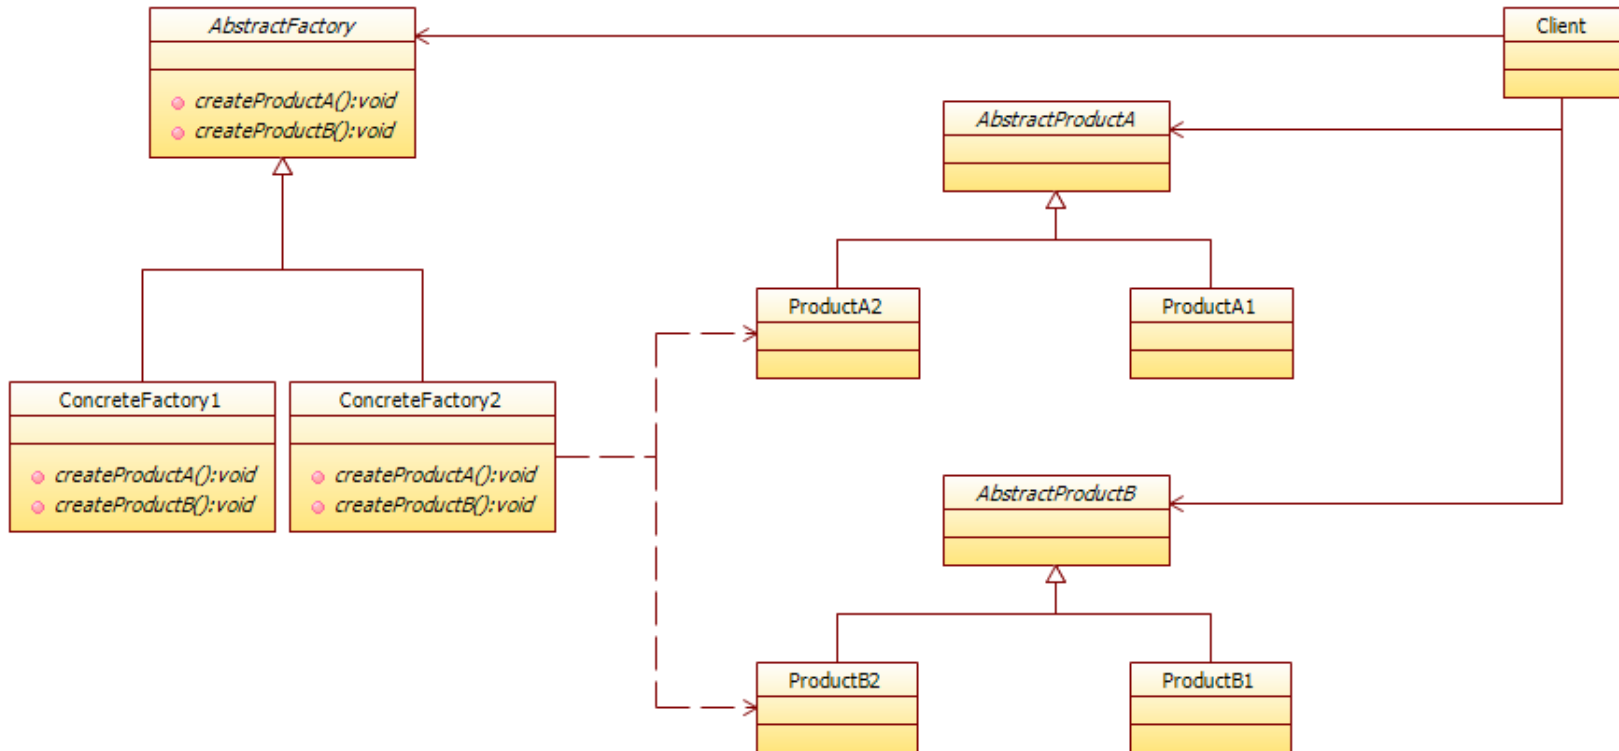 AbstractFactory
createProductA():void
createProductB():void
Client
AbstractProductA
ProductA2
ProductA1
ConcreteFactory1
createProductA():void
createProductB():void
ConcreteFactory2
createProductA():void
createProductB():void
AbstractProductB
ProductB2
ProductB1